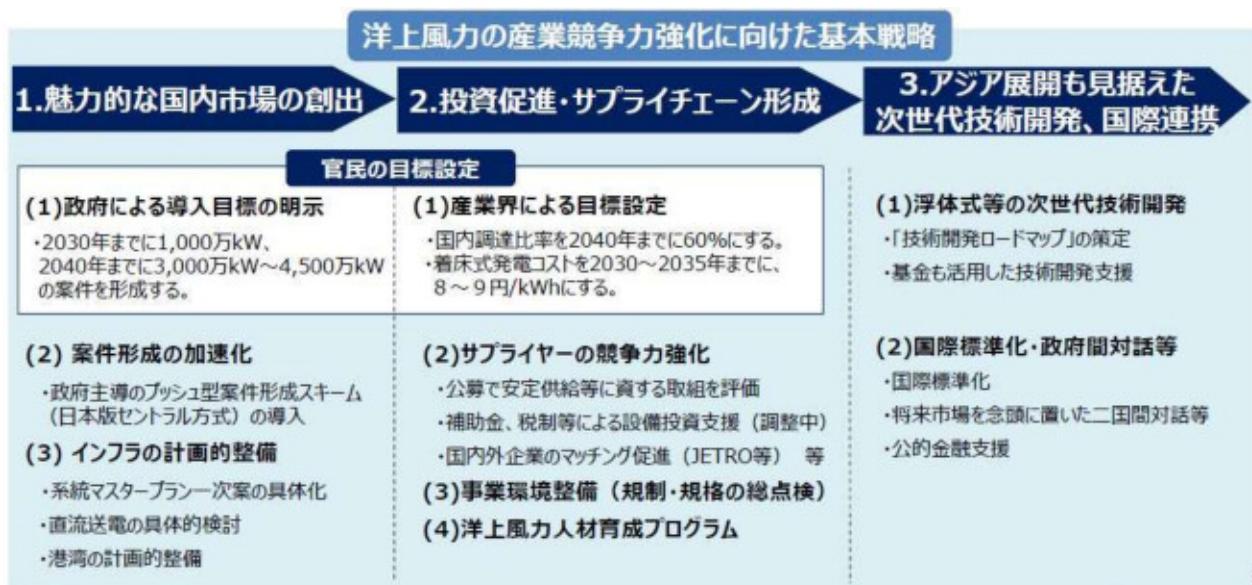 洋上風力の産業競争力強化に向けた基本戦略
1.魅力的な国内市場の創出
2.投資促進・サプライチェーン形成
3.アジア展開も見据えた
次世代技術開発、国際連携
官民の目標設定
(1)政府による導入目標の明示
・2030年までに1,000万kW、
2040年までに3,000万kW～4,500万kW
の案件を形成する。
(2) 案件形成の加速化
・政府主導のプッシュ型案件形成スキーム
（日本版セントラル方式）の導入
(3) インフラの計画的整備
・系統マスタープラン一次案の具体化
・直流送電の具体的検討
・港湾の計画的整備
(1)産業界による目標設定
・国内調達比率を2040年までに60%にする。
・着床式発電コストを2030～2035年までに、
8～9円/kWhにする。
(2)サプライヤーの競争力強化
・公募で安定供給等に資する取組を評価
・補助金、税制等による設備投資支援（調整中）
・国内外企業のマッチング促進（JETRO等） 等
(3)事業環境整備（規制・規格の総点検）
(4)洋上風力人材育成プログラム
(1)浮体式等の次世代技術開発
・「技術開発ロードマップ」の策定
・基金も活用した技術開発支援
(2)国際標準化・政府間対話等
・国際標準化
・将来市場を念頭に置いた二国間対話等
・公的金融支援